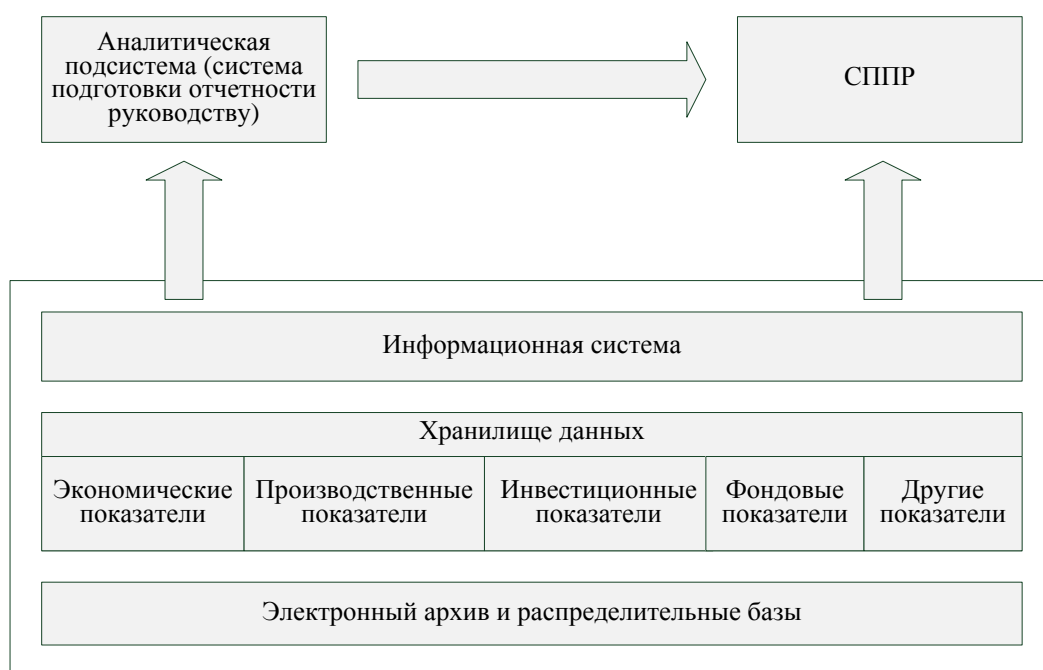 Аналитическая
подсистема (система
подготовки отчетности
руководству)
СППР
Информационная система
Хранилище данных
Экономические
показатели
Производственные
показатели
Инвестиционные
показатели
Фондовые
показатели
Другие
показатели
Электронный архив и распределительные базы